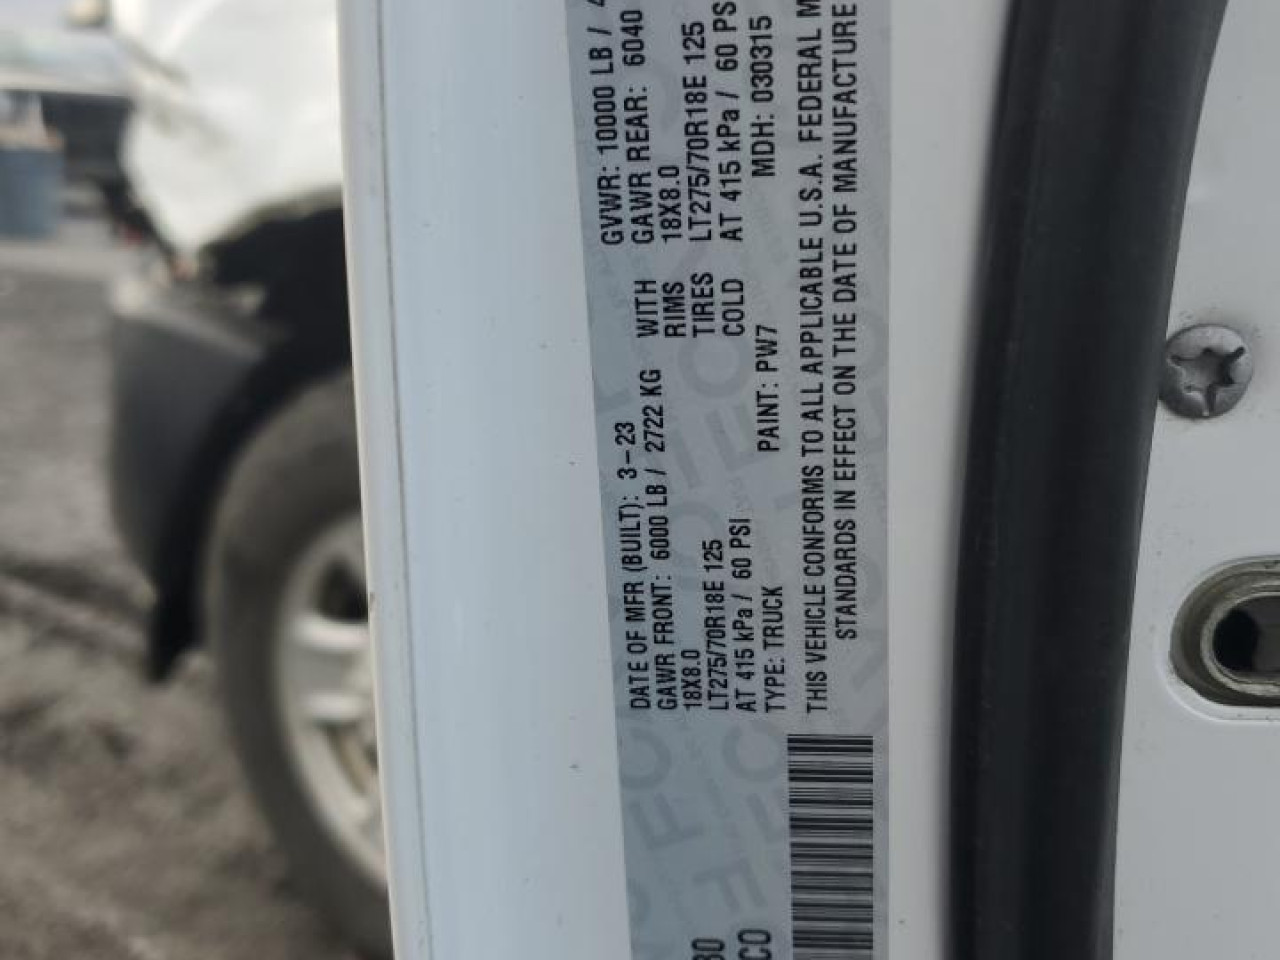 DATE OF MFR (BUILT): 3-23 GVWR: 10000 LB /
GAWR FRONT: 6000 LB / 2722 KG WITH GAWR REAR: 6040
18X8.0 RIMS 18X8.0
LT275/70R18E 125 TIRES LT275/70R18E 125
AT 415 kPa / 60 PSI COLD AT 415 kPa / 60 PS
TYPE: TRUCK PAINT: PW7 MDH: 030315
THIS VEHICLE CONFORMS TO ALL APPLICABLE U.S.A. FEDERAL M
STANDARDS IN EFFECT ON THE DATE OF MANUFACTURE
CO